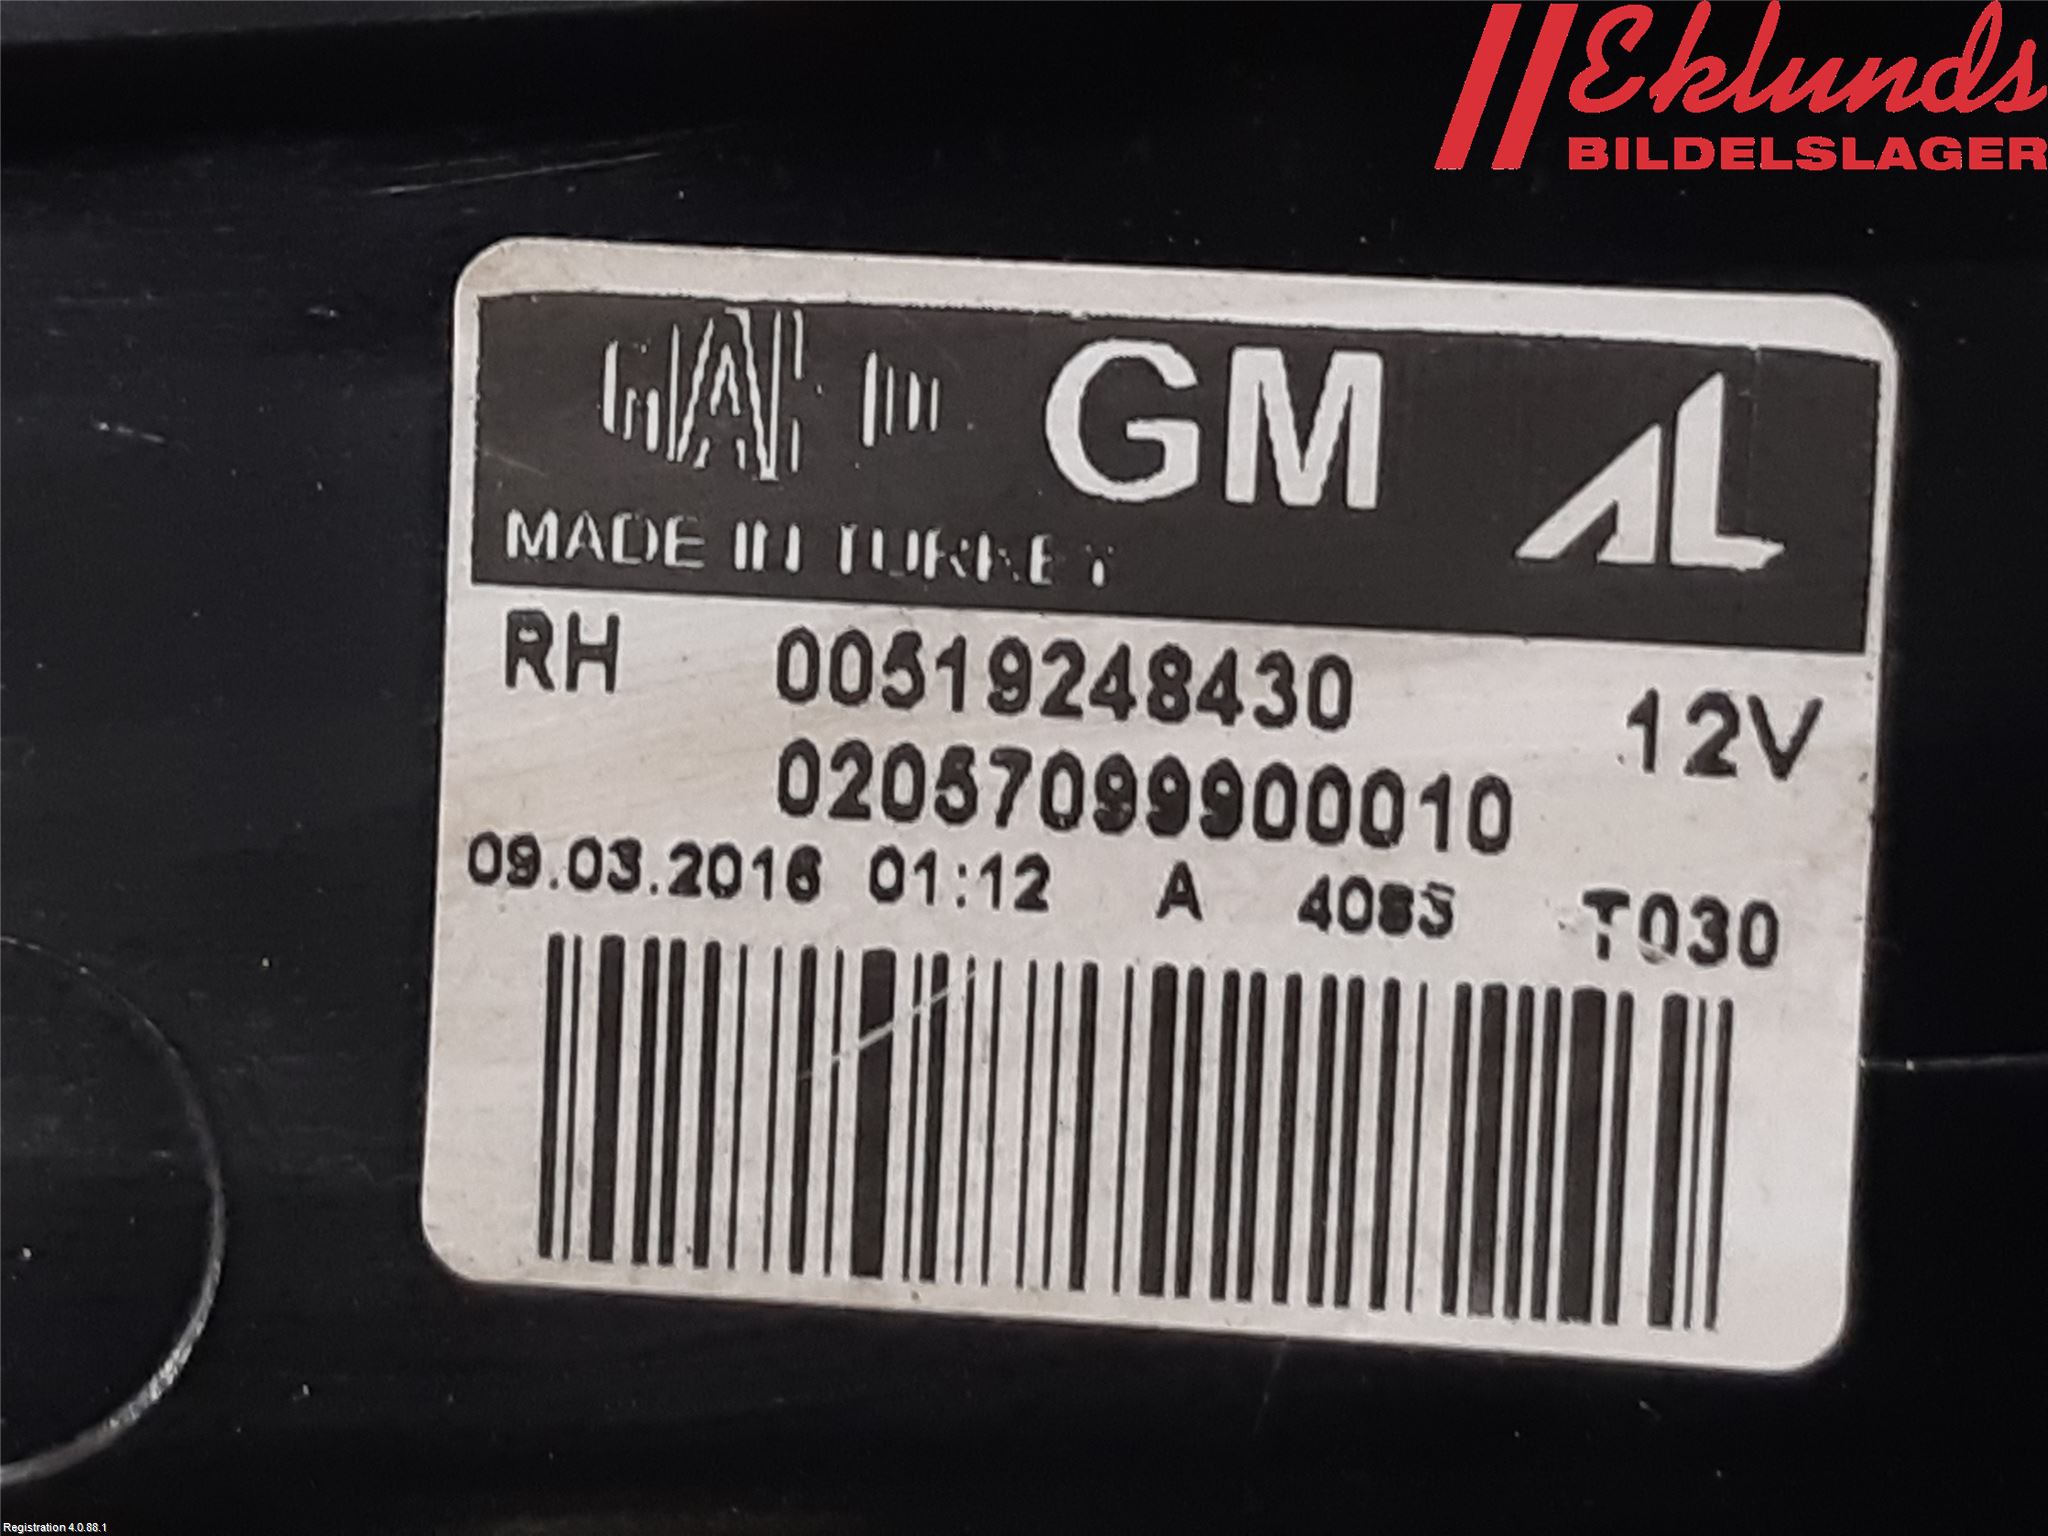 Eklunds
BILDELSLAGER
GM AL
MADE IN TURKEY
RH 00519248430
12V
02057099900010
09.03.2016 01:12 A T030
Registration 4.0.88.1